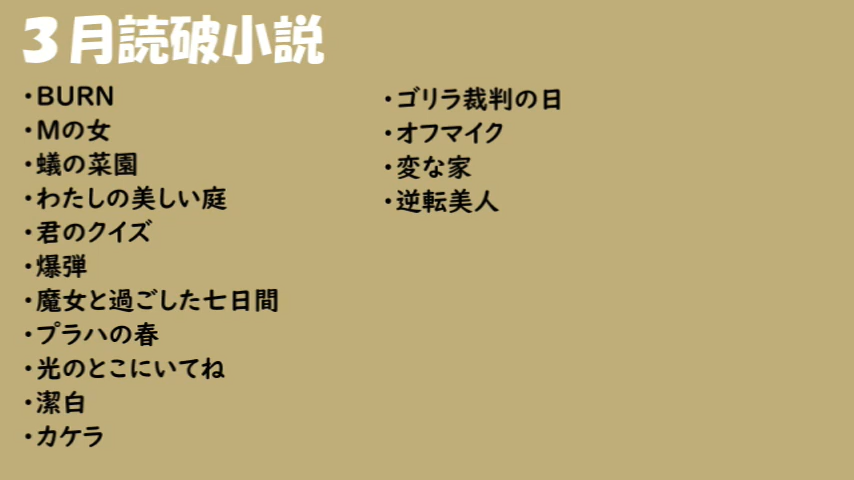 ３月読破小説
・BURN
・Mの女
・蟻の菜園
・わたしの美しい庭
・君のクイズ
・爆弾
・魔女と過ごした七日間
・プラハの春
・光のとこにいてね
・潔白
・カケラ
・ゴリラ裁判の日
・オフマイク
・変な家
・逆転美人